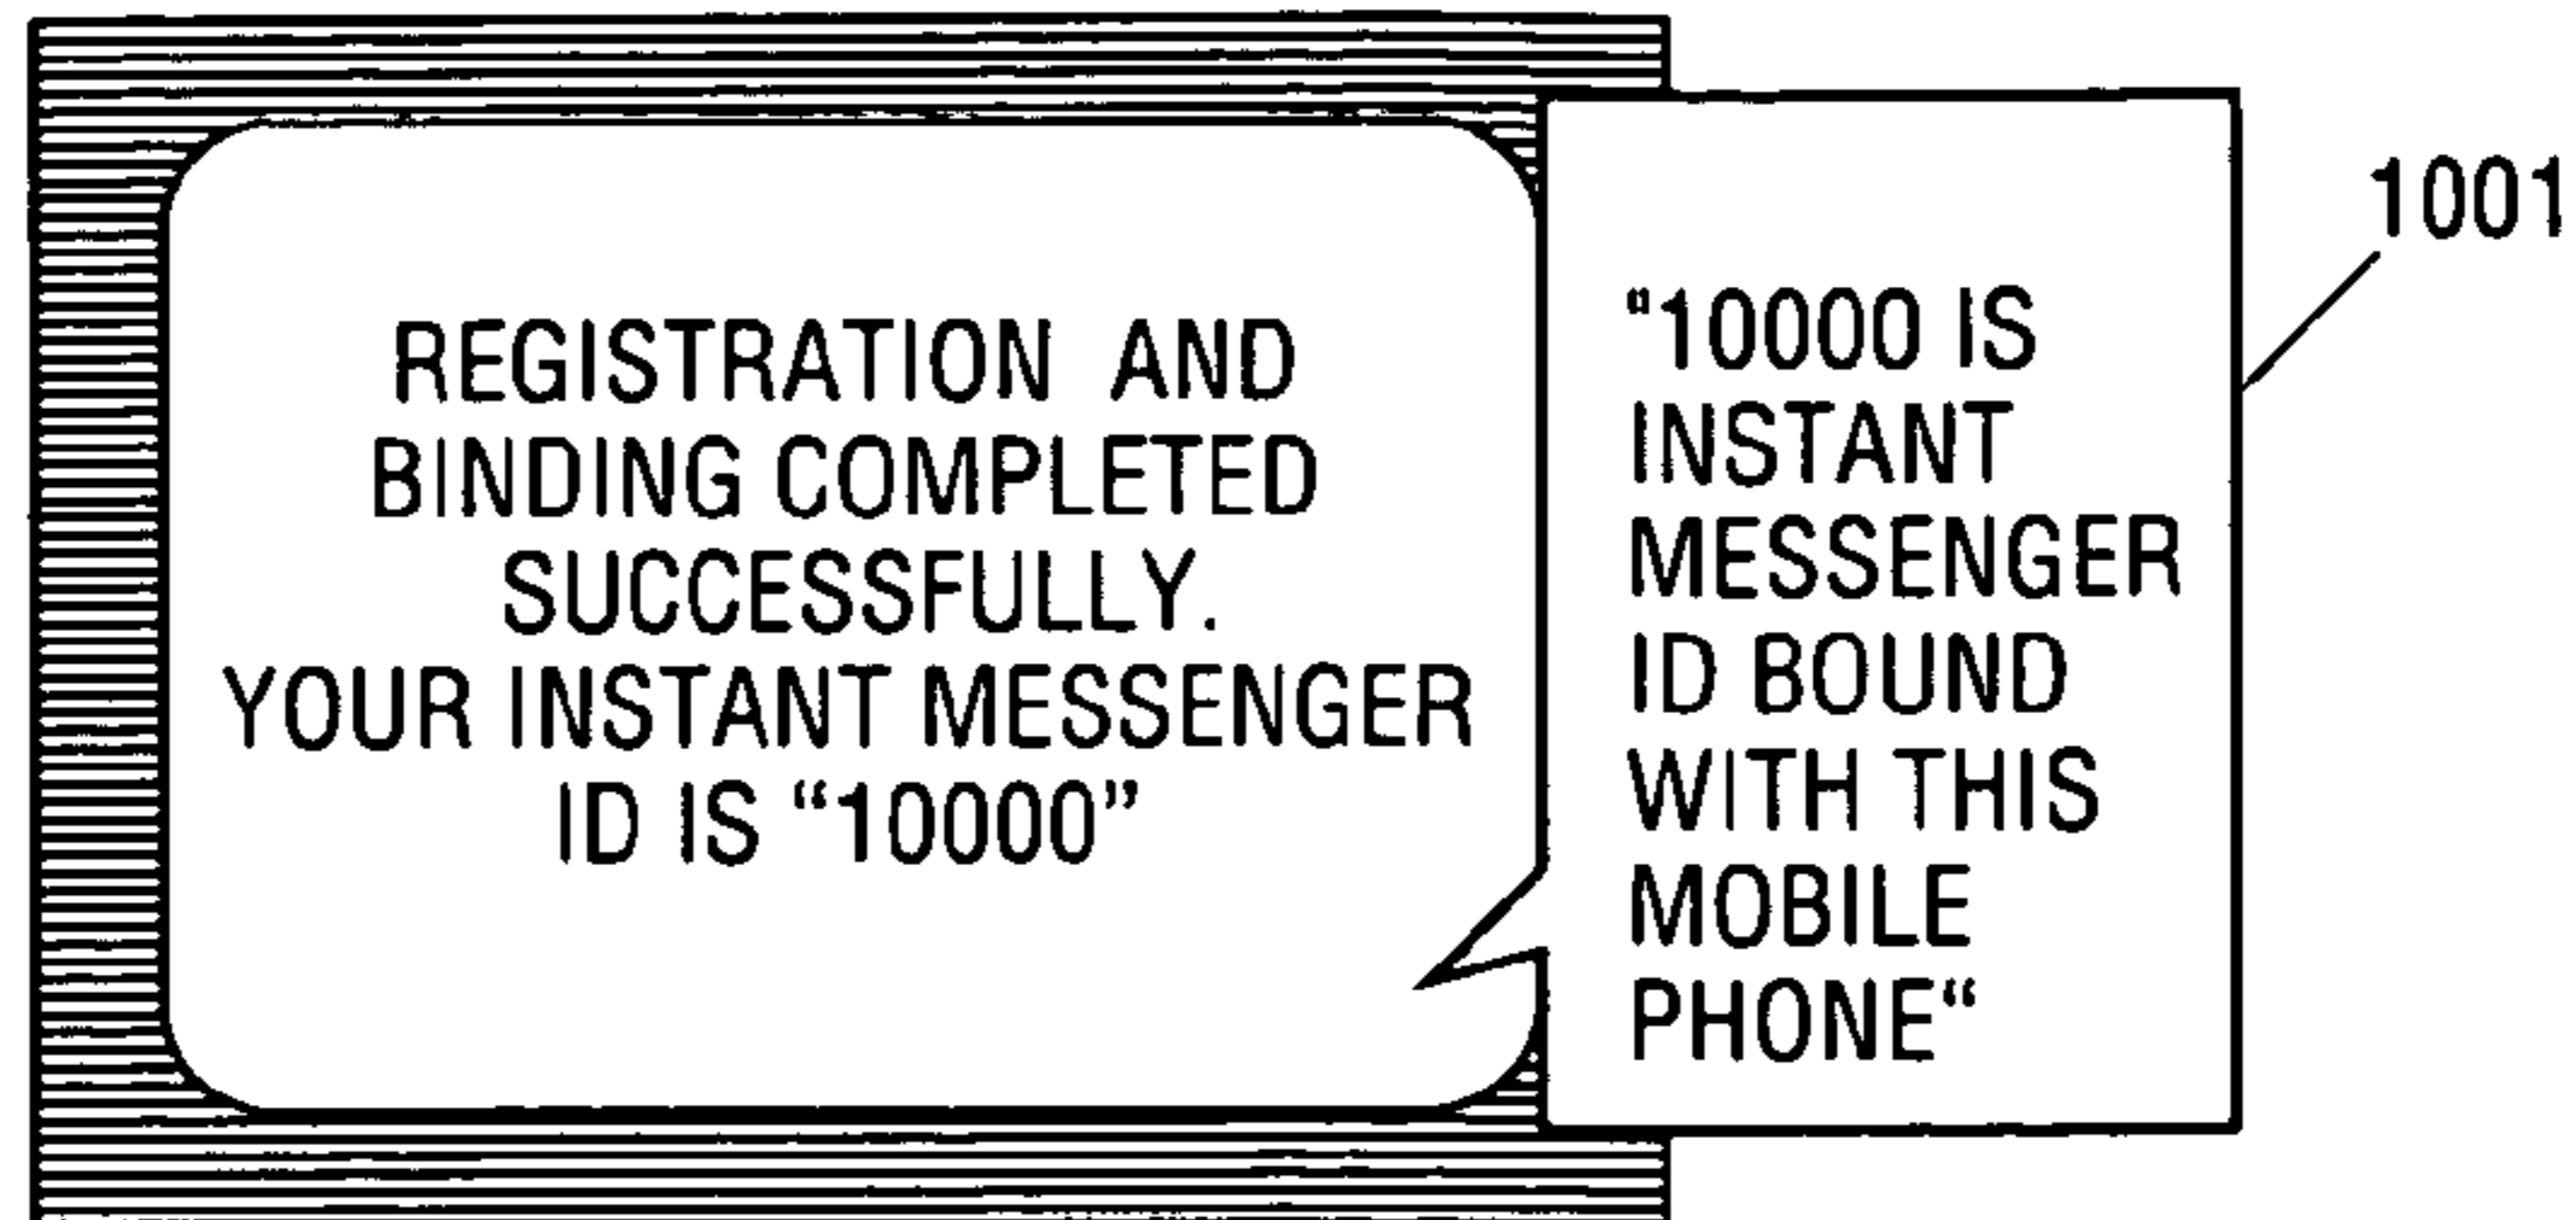 REGISTRATION AND
BINDING COMPLETED
SUCCESSFULLY.
YOUR INSTANT MESSENGER
ID IS “10000”
"10000 IS
INSTANT
MESSENGER
ID BOUND
WITH THIS
MOBILE
PHONE“
1001